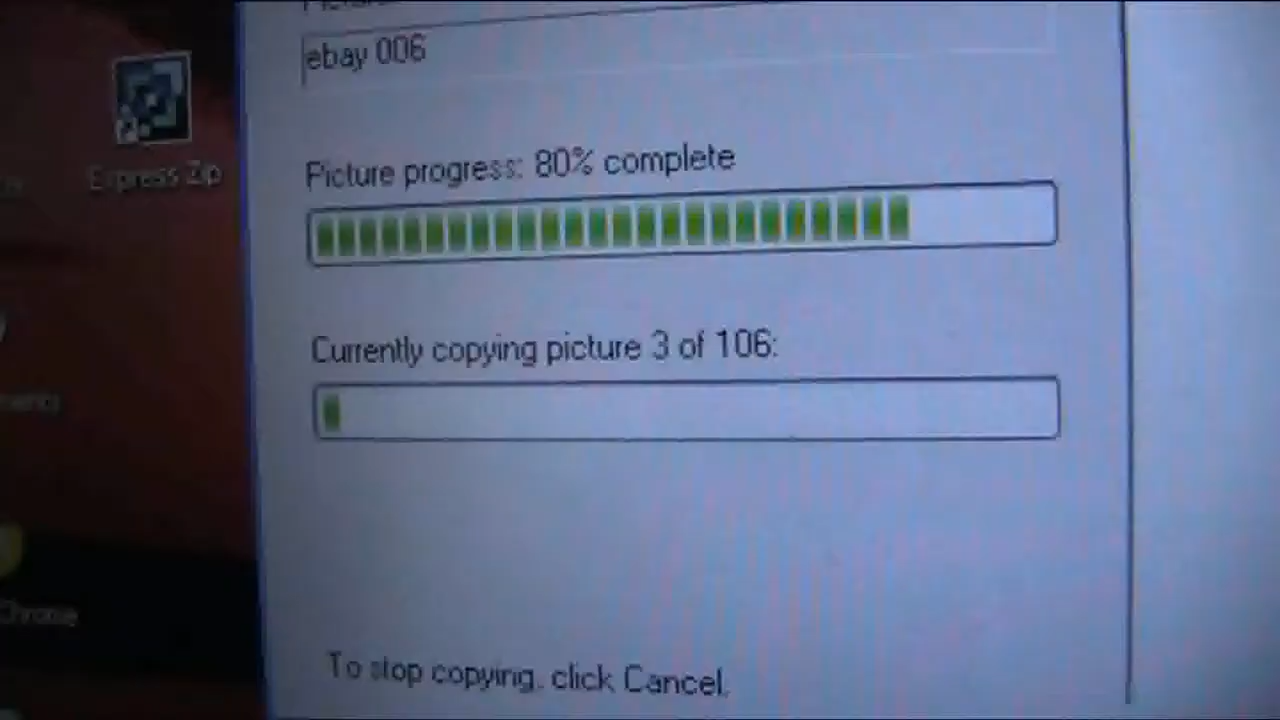 ebay 006
Express Zip
Picture progress: 80% complete
Currently copying picture 3 of 106:
Chrome
To stop copying, click Cancel.